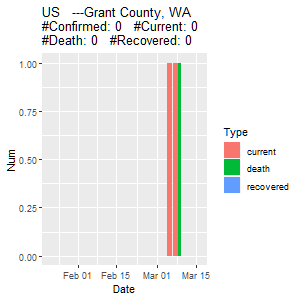 US   ---Grant County, WA
#Confirmed: 0   #Current: 0
#Death: 0   #Recovered: 0
Num
1.00
0.75
0.50
0.25
0.00
Feb 01   Feb 15   Mar 01   Mar 15
Date
Type
current
death
recovered